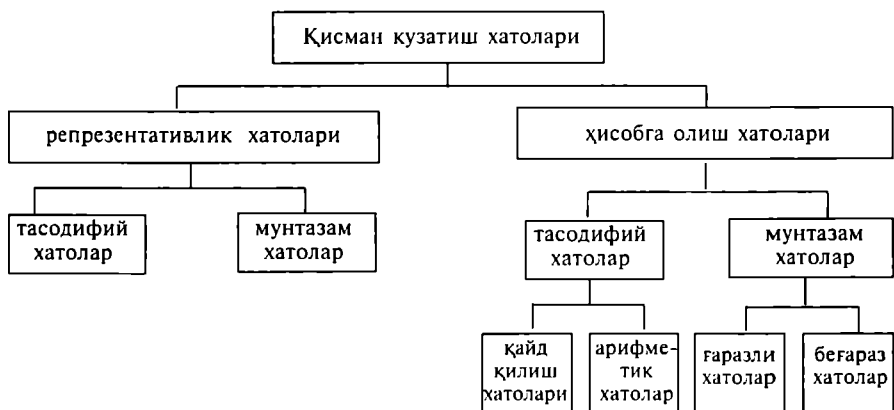 Қисман кузатиш хатолари
репрезентативлик хатолари
ҳисобга олиш хатолари
тасодифий
хатолар
мунтазам
хатолар
тасодифий
хатолар
мунтазам
хатолар
қайд
қилиш
хатолари
арифме-
тик
хатолар
ғаразли
хатолар
беғараз
хатолар